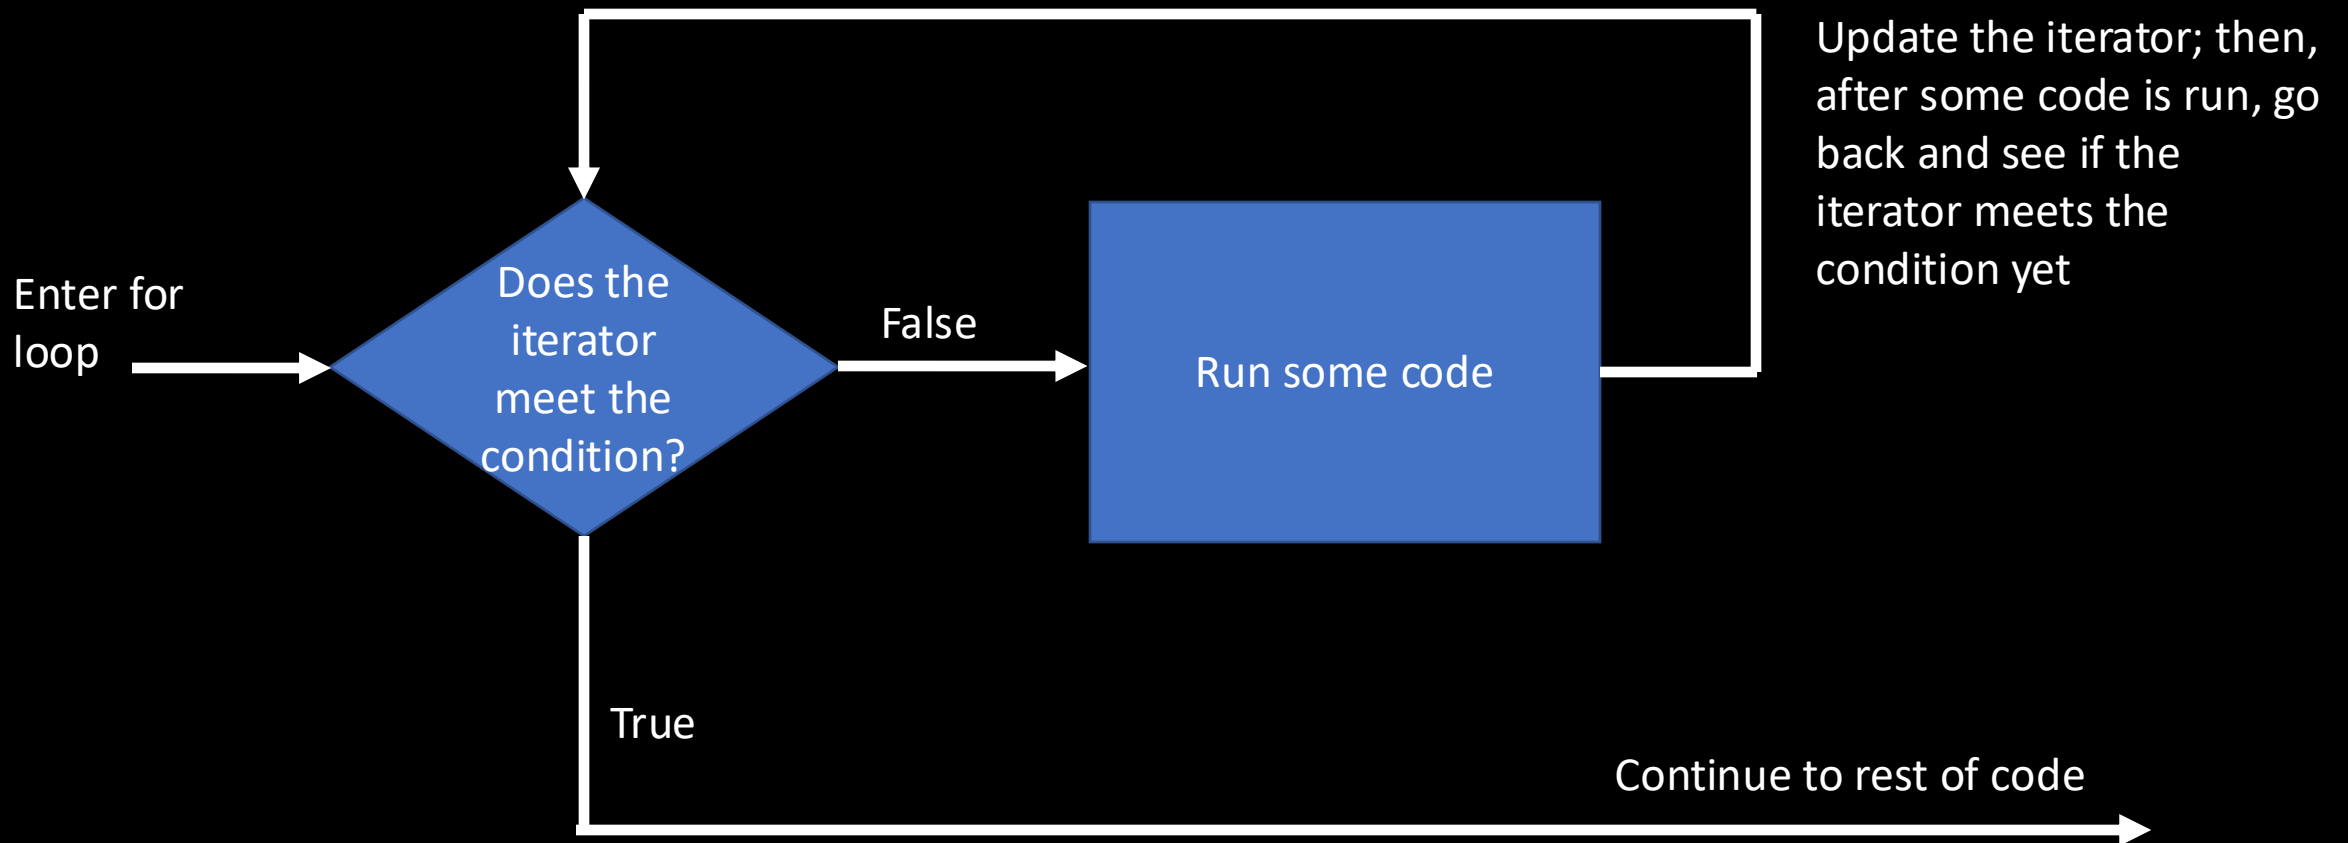 Enter for
loop
Does the
iterator
meet the
condition?
False
Run some code
Update the iterator; then,
after some code is run, go
back and see if the
iterator meets the
condition yet
True
Continue to rest of code